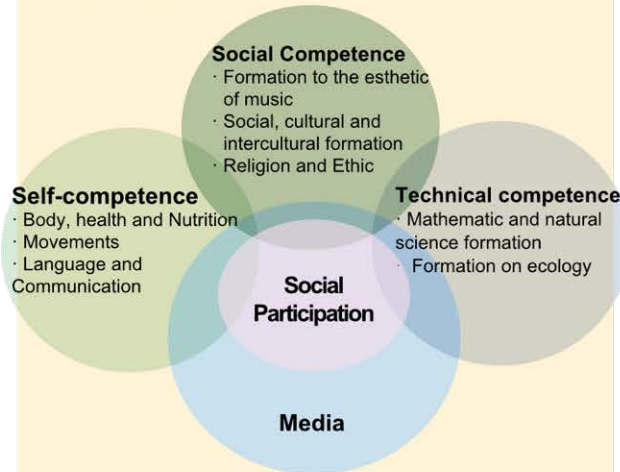 Social Competence
· Formation to the esthetic
of music
· Social, cultural and
intercultural formation
· Religion and Ethic
Self-competence
· Body, health and Nutrition
· Movements
· Language and
Communication
Technical competence
· Mathematic and natural
science formation
· Formation on ecology
Social
Participation
Media